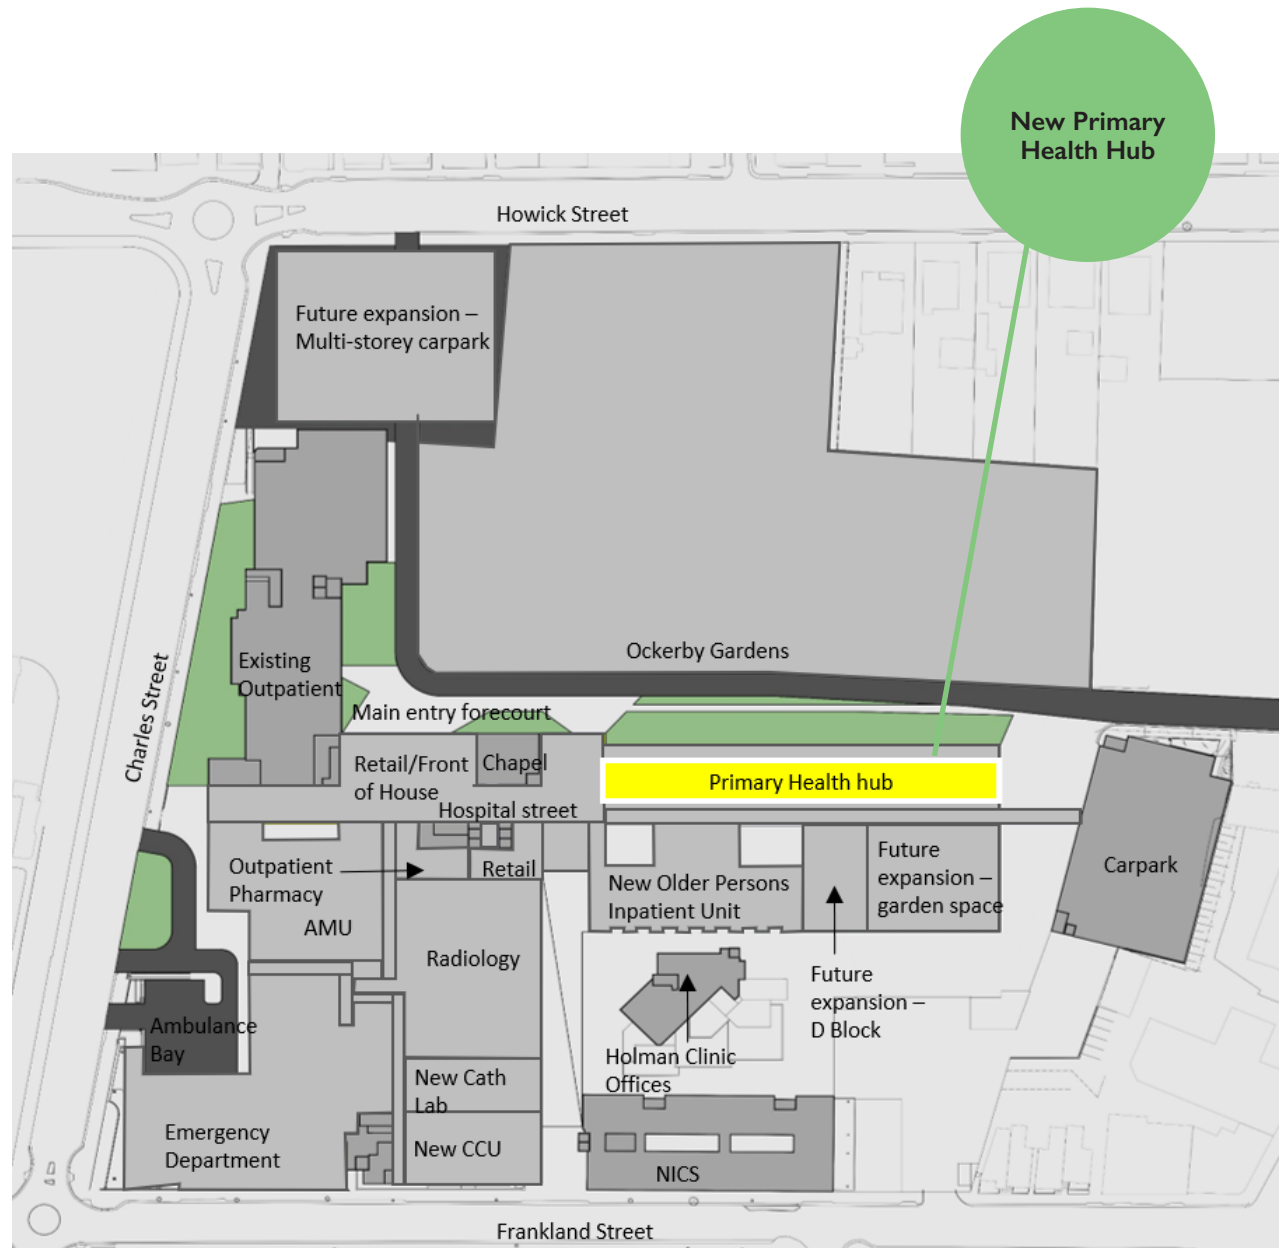 New Primary
Health Hub
Howick Street
Future expansion –
Multi-storey carpark
Ockerby Gardens
Existing
Outpatient
Charles Street
Main entry forecourt
Retail/Front
of House
Chapel
Hospital street
Primary Health hub
Outpatient
Pharmacy
AMU
Retail
New Older Persons
Inpatient Unit
Future
expansion –
garden space
Carpark
Radiology
Future
expansion –
D Block
Ambulance
Bay
Holman Clinic
Offices
New Cath
Lab
Emergency
Department
New CCU
NICS
Frankland Street